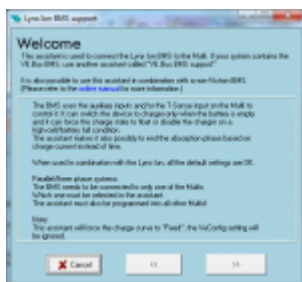 Lynx Ion BMS support
Welcome
This assistant is used to connect the Lynx Ion BMS to the Multi. If your system contains the
VE.Bus BMS, use another assistant called "VE.Bus BMS support".
It is also possible to use this assistant in combination with a non-Victron BMS.
(Please refer to the online manual for more information.)
The BMS uses the auxiliary inputs and/or the T-Sense input on the Multi to
control it. It can switch the device to charger only when the battery is empty
and it can force the charge state to float or disable the charger on a
high-cell/battery full condition.
The assistant makes it also possible to end the absorption phase based on
charge current instead of time.
When used in combination with the Lynx Ion, all the default settings are OK.
Parallel/three phase systems:
The BMS needs to be connected to only one of the Multis.
Which one must be selected in the assistant.
The assistant must also be programmed into all other Multis!
Note:
This assistant will force the charge curve to "Fixed", the VEConfig setting will
be ignored.
Cancel
<<
>>